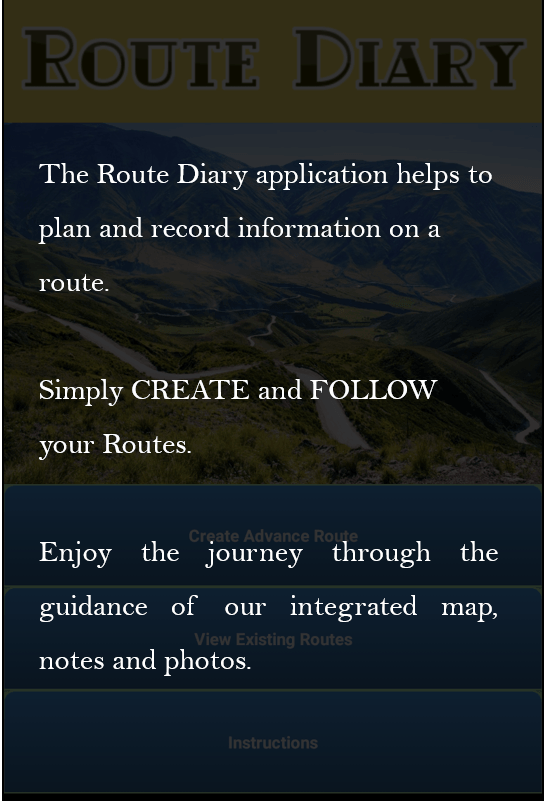 ROUTE DIARY
The Route Diary application helps to
plan and record information on a
route.
Simply CREATE and FOLLOW
your Routes.
Create Advance Route
Enjoy the journey through the
guidance of our integrated map,
View Existing Routes
notes and photos.
Instructions